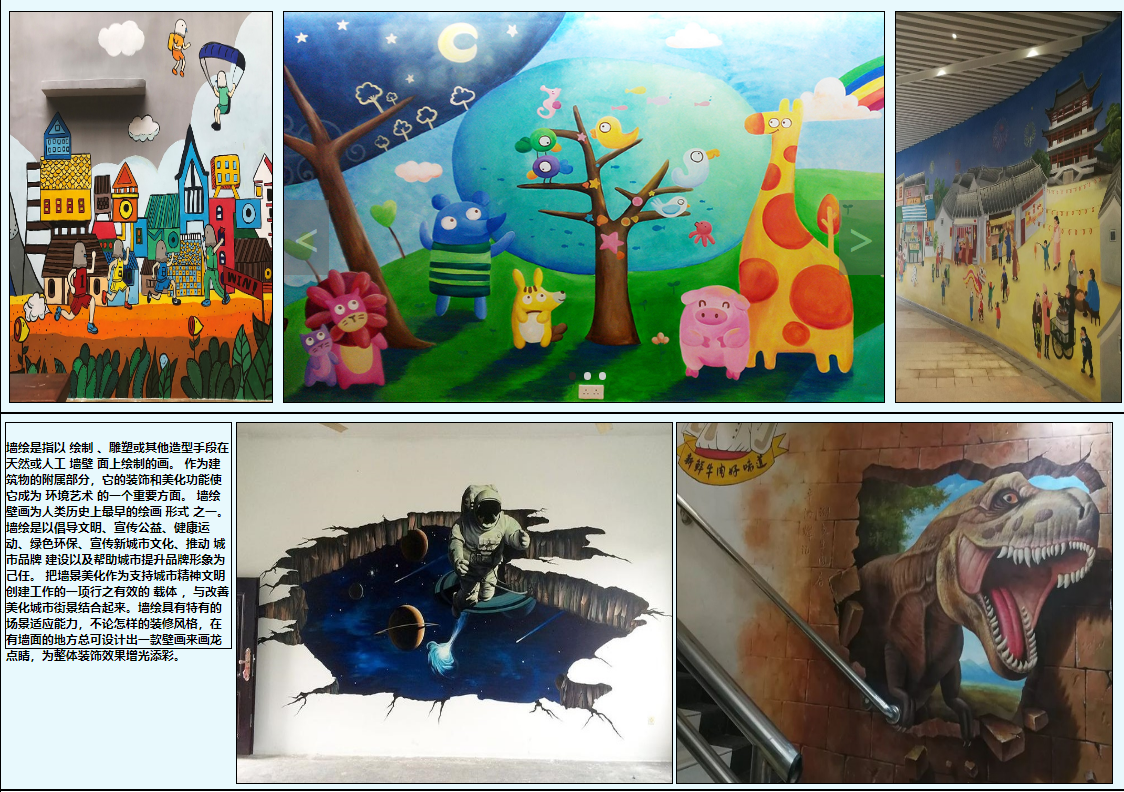 WIN!
<
>
墙绘是指以 绘制 、雕塑或其他造型手段在
天然或人工 墙壁 面上绘制的画。 作为建
筑物的附属部分，它的装饰和美化功能使
它成为 环境艺术 的一个重要方面。 墙绘
壁画为人类历史上最早的绘画 形式 之一。
墙绘是以倡导文明、宣传公益、健康运
动、绿色环保、宣传新城市文化、推动 城
市品牌 建设以及帮助城市提升品牌形象为
己任。 把墙景美化作为支持城市精神文明
创建工作的一项行之有效的 载体 ，与改善
美化城市街景结合起来。墙绘具有特有的
场景适应能力，不论怎样的装修风格，在
有墙面的地方总可设计出一款壁画来画龙
点睛，为整体装饰效果增光添彩。
新鲜牛肉好味道